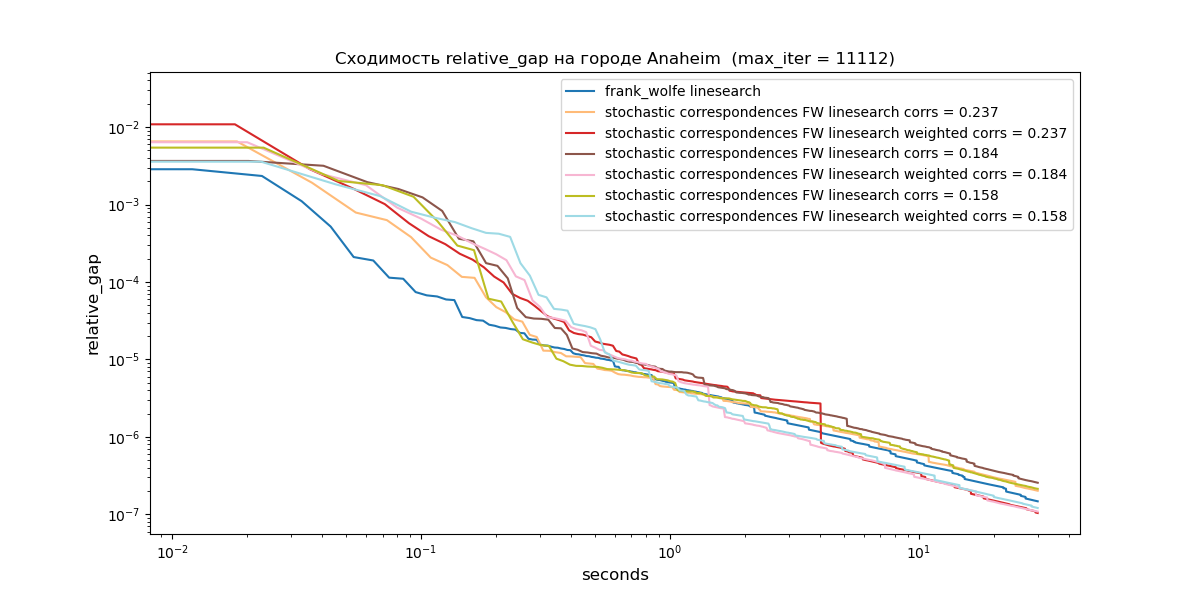 Сходимость relative_gap на городе Anaheim  (max_iter = 11112)
frank_wolfe linesearch
stochastic correspondences FW linesearch corrs = 0.237
stochastic correspondences FW linesearch weighted corrs = 0.237
stochastic correspondences FW linesearch corrs = 0.184
stochastic correspondences FW linesearch weighted corrs = 0.184
stochastic correspondences FW linesearch corrs = 0.158
stochastic correspondences FW linesearch weighted corrs = 0.158
relative_gap
10⁻²
10⁻³
10⁻⁴
10⁻⁵
10⁻⁶
10⁻⁷
10⁻² 10⁻¹ 10⁰ 10¹
seconds